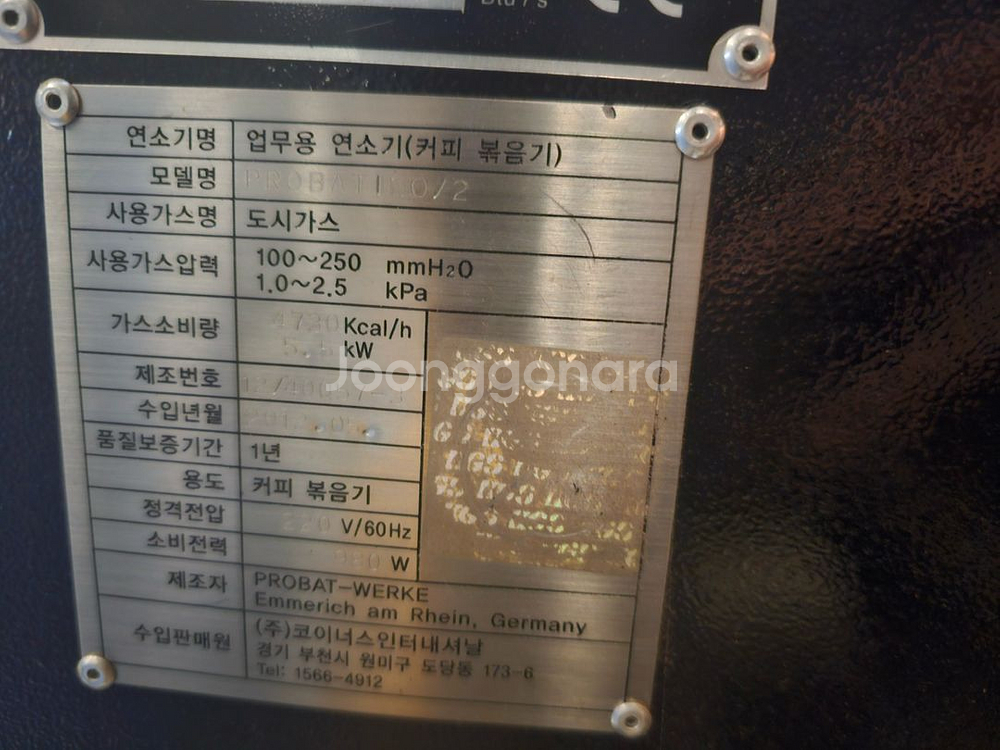 Btu/s
연소기명 업무용 연소기(커피 볶음기)
모델명 PROBATINO/2
사용가스명 도시가스
사용가스압력 100~250 mmH₂O
1.0~2.5 kPa
가스소비량 4730 Kcal/h
kW
제조번호
수입년월
품질보증기간 1년
용도 커피 볶음기
정격전압 220 V/60Hz
소비전력 W
제조자 PROBAT-WERKE
Emmerich am Rhein, Germany
수입판매원 (주)코이너스인터내셔날
경기 부천시 원미구 도당동 173-6
Tel: 1566-4912
Joonggonara